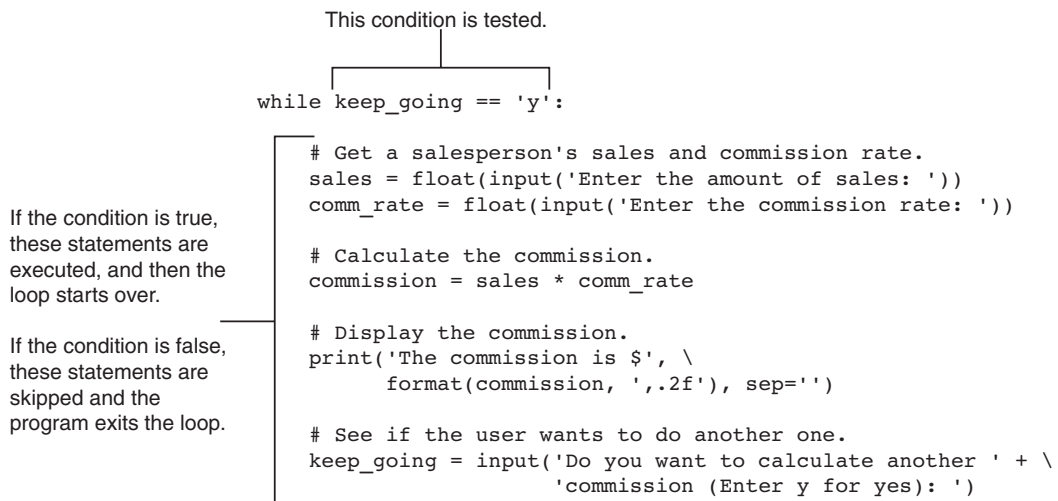 This condition is tested.
while keep_going == 'y':
# Get a salesperson's sales and commission rate.
sales = float(input('Enter the amount of sales: '))
comm_rate = float(input('Enter the commission rate: '))
If the condition is true,
these statements are
executed, and then the
loop starts over.
If the condition is false,
these statements are
skipped and the
program exits the loop.
# Calculate the commission.
commission = sales * comm_rate
# Display the commission.
print('The commission is $', \
format(commission, ',.2f'), sep='')
# See if the user wants to do another one.
keep_going = input('Do you want to calculate another ' + \
'commission (Enter y for yes): ')